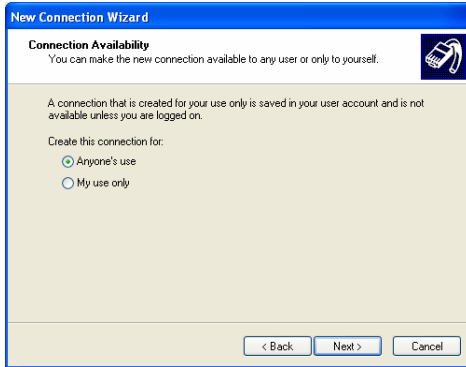 New Connection Wizard
Connection Availability
You can make the new connection available to any user or only to yourself.
A connection that is created for your use only is saved in your user account and is not
available unless you are logged on.
Create this connection for:
Anyone's use
My use only
< Back
Next >
Cancel